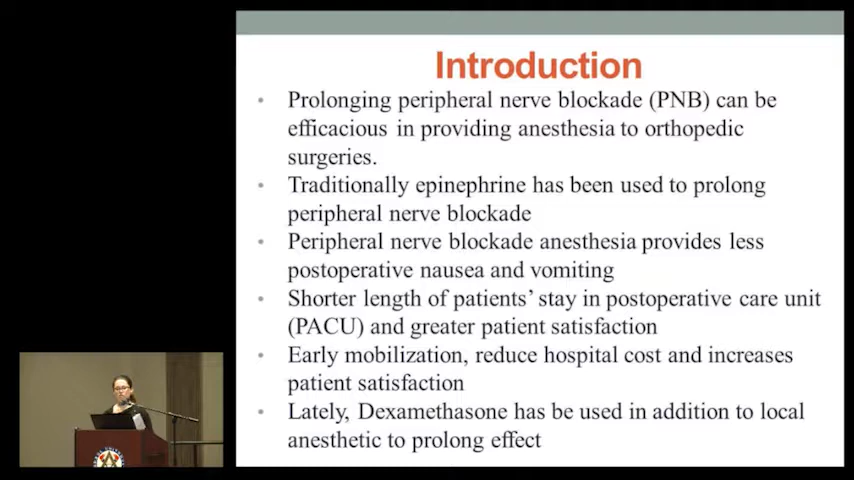 Introduction
• Prolonging peripheral nerve blockade (PNB) can be
efficacious in providing anesthesia to orthopedic
surgeries.
• Traditionally epinephrine has been used to prolong
peripheral nerve blockade
• Peripheral nerve blockade anesthesia provides less
postoperative nausea and vomiting
• Shorter length of patients' stay in postoperative care unit
(PACU) and greater patient satisfaction
• Early mobilization, reduce hospital cost and increases
patient satisfaction
• Lately, Dexamethasone has be used in addition to local
anesthetic to prolong effect